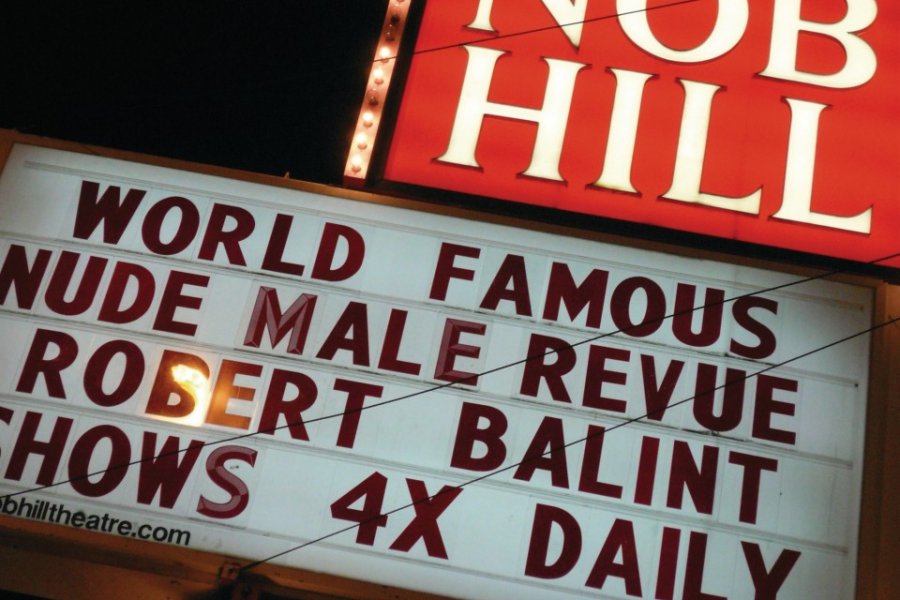 NOB
HILL
WORLD FAMOUS
NUDE MALE REVUE
ROBERT BALINT
SHOWS 4X DAILY
obhilltheatre.com